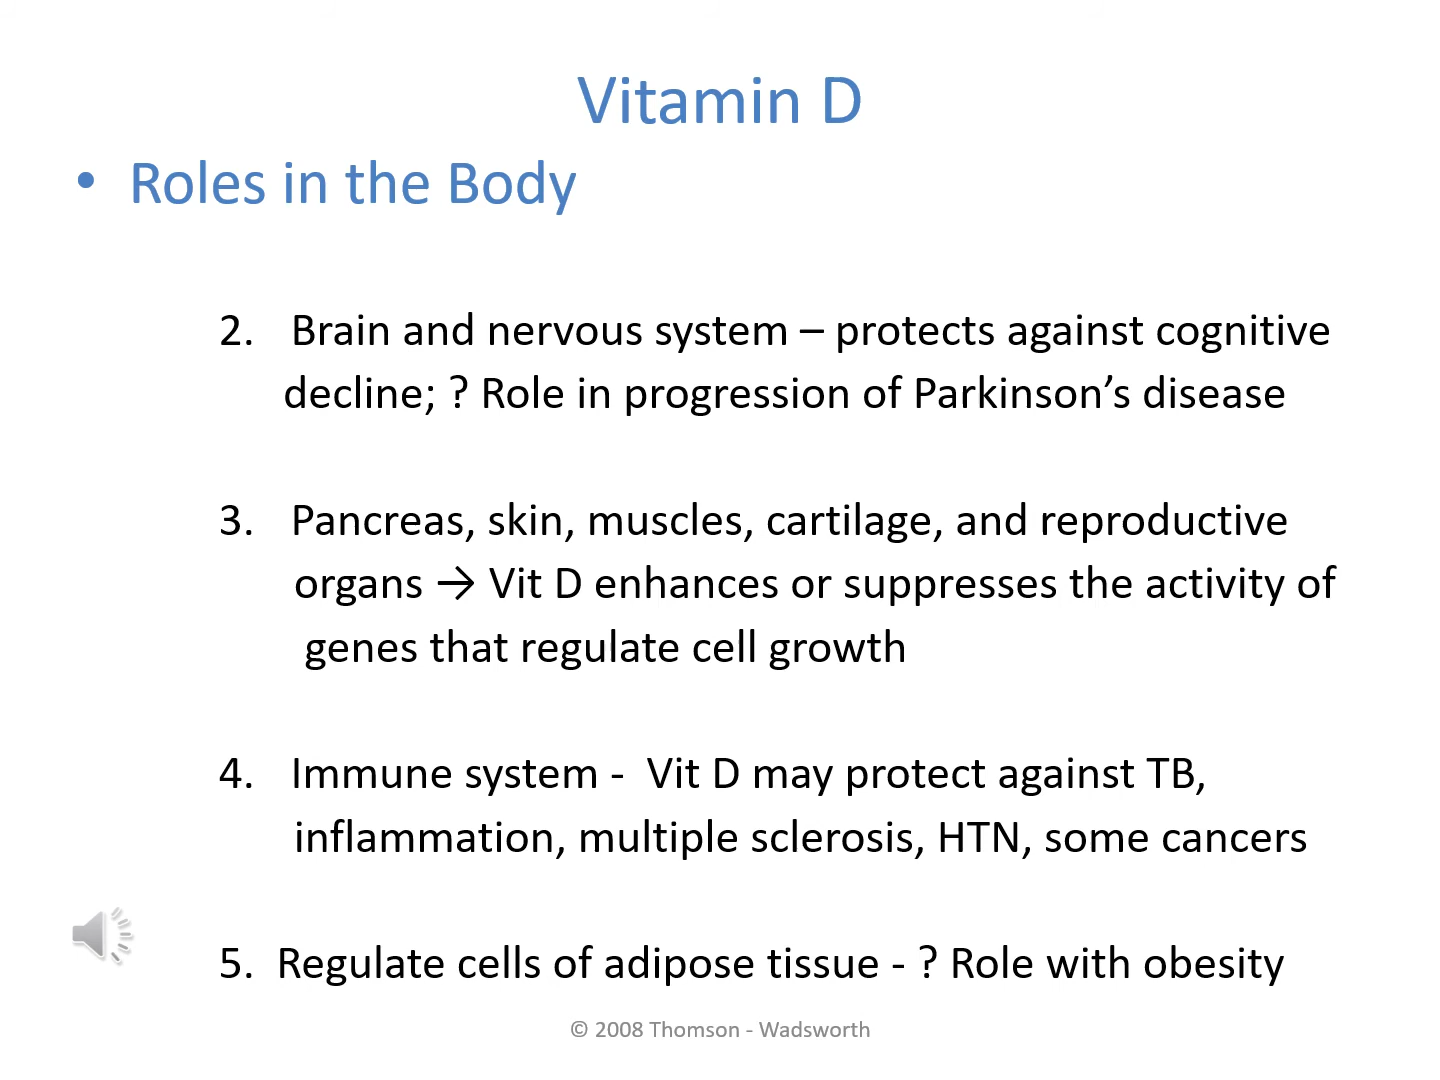 Vitamin D
• Roles in the Body
2. Brain and nervous system – protects against cognitive
decline; ? Role in progression of Parkinson’s disease
3. Pancreas, skin, muscles, cartilage, and reproductive
organs → Vit D enhances or suppresses the activity of
genes that regulate cell growth
4. Immune system - Vit D may protect against TB,
inflammation, multiple sclerosis, HTN, some cancers
5. Regulate cells of adipose tissue - ? Role with obesity
© 2008 Thomson - Wadsworth